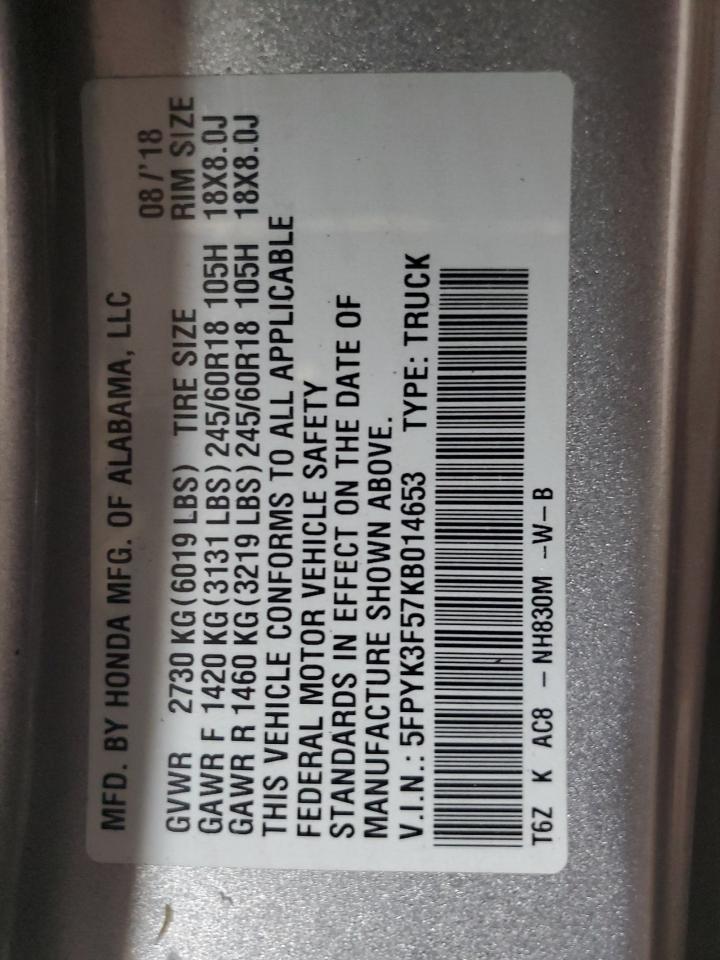 MFD. BY HONDA MFG. OF ALABAMA, LLC
08/'18
GVWR 2730 KG(6019 LBS) TIRE SIZE RIM SIZE
GAWR F 1420 KG(3131 LBS)245/60R18 105H 18X8.0J
GAWR R 1460 KG(3219 LBS)245/60R18 105H 18X8.0J
THIS VEHICLE CONFORMS TO ALL APPLICABLE
FEDERAL MOTOR VEHICLE SAFETY
STANDARDS IN EFFECT ON THE DATE OF
MANUFACTURE SHOWN ABOVE.
V.I.N.: 5FPYK3F57KB014653 TYPE: TRUCK
T6Z K AC8 -NH830M -W-B